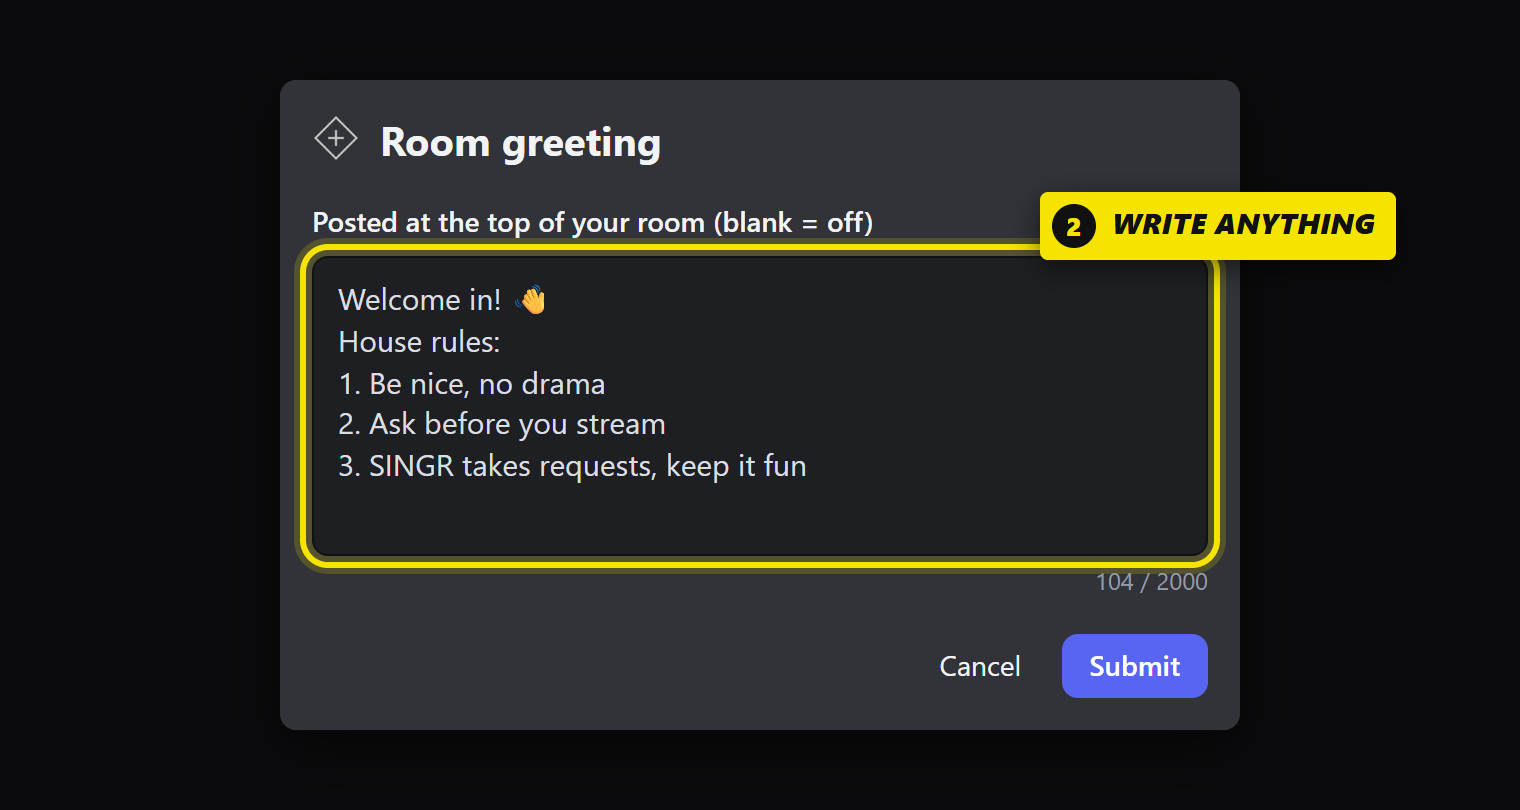 Room greeting
Posted at the top of your room (blank = off)
2 WRITE ANYTHING
Welcome in! 👋
House rules:
1. Be nice, no drama
2. Ask before you stream
3. SINGR takes requests, keep it fun
104 / 2000
Cancel
Submit